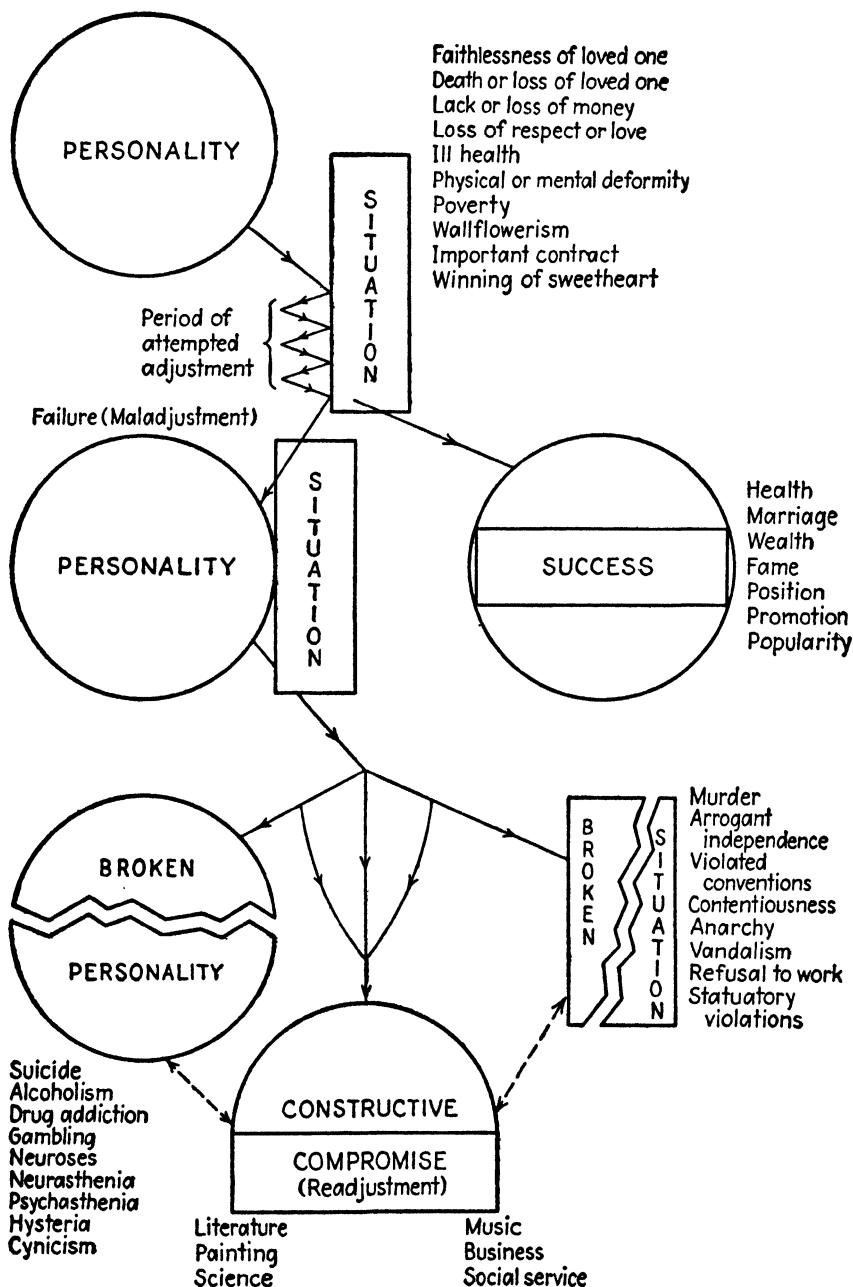 PERSONALITY
SITUATION
Faithlessness of loved one
Death or loss of loved one
Lack or loss of money
Loss of respect or love
Ill health
Physical or mental deformity
Poverty
Wallflowerism
Important contract
Winning of sweetheart
Period of
attempted
adjustment
Failure (Maladjustment)
PERSONALITY
SITUATION
SUCCESS
Health
Marriage
Wealth
Fame
Position
Promotion
Popularity
BROKEN
PERSONALITY
BROKEN
SITUATION
Murder
Arrogant
independence
Violated
conventions
Contentiousness
Anarchy
Vandalism
Refusal to work
Statuatory
violations
Suicide
Alcoholism
Drug addiction
Gambling
Neuroses
Neurasthenia
Psychasthenia
Hysteria
Cynicism
CONSTRUCTIVE
COMPROMISE
(Readjustment)
Literature
Painting
Science
Music
Business
Social service